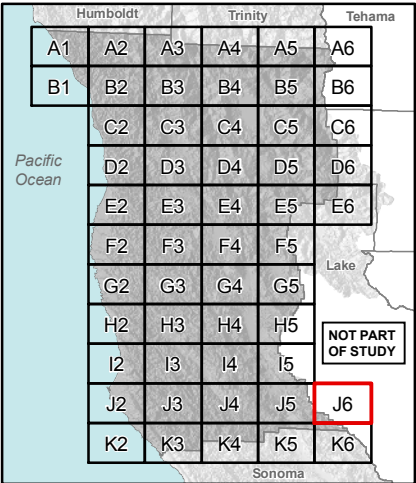 Humboldt Trinity Tehama
A1 A2 A3 A4 A5 A6
B1 B2 B3 B4 B5 B6
C2 C3 C4 C5 C6
Pacific
Ocean
D2 D3 D4 D5 D6
E2 E3 E4 E5 E6
F2 F3 F4 F5
Lake
G2 G3 G4 G5
H2 H3 H4 H5
NOT PART
OF STUDY
I2 I3 I4 I5
J2 J3 J4 J5 J6
K2 K3 K4 K5 K6
Sonoma